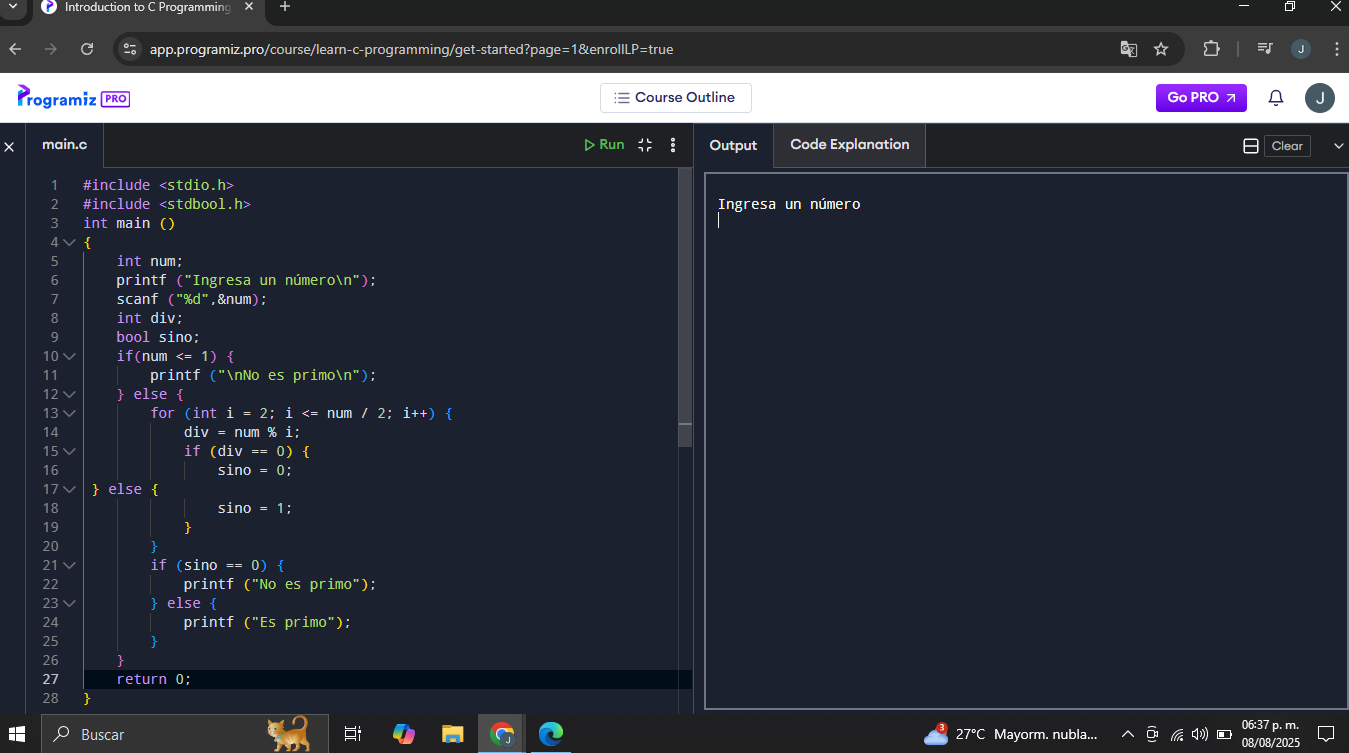 Introduction to C Programming
app.programiz.pro/course/learn-c-programming/get-started?page=1&enrollLP=true
J
Programiz PRO
Course Outline
Go PRO
J
main.c
Run
Output
Code Explanation
Clear
1 #include <stdio.h>
2 #include <stdbool.h>
3 int main ()
4 {
5 int num;
6 printf ("Ingresa un número\n");
7 scanf ("%d",&num);
8 int div;
9 bool sino;
10 if(num <= 1) {
11 printf ("\nNo es primo\n");
12 } else {
13 for (int i = 2; i <= num / 2; i++) {
14 div = num % i;
15 if (div == 0) {
16 sino = 0;
17 } else {
18 sino = 1;
19 }
20 }
21 if (sino == 0) {
22 printf ("No es primo");
23 } else {
24 printf ("Es primo");
25 }
26 }
27 return 0;
28 }
Ingresa un número
Buscar
J
3
27°C Mayorm. nubla...
06:37 p. m.
08/08/2025